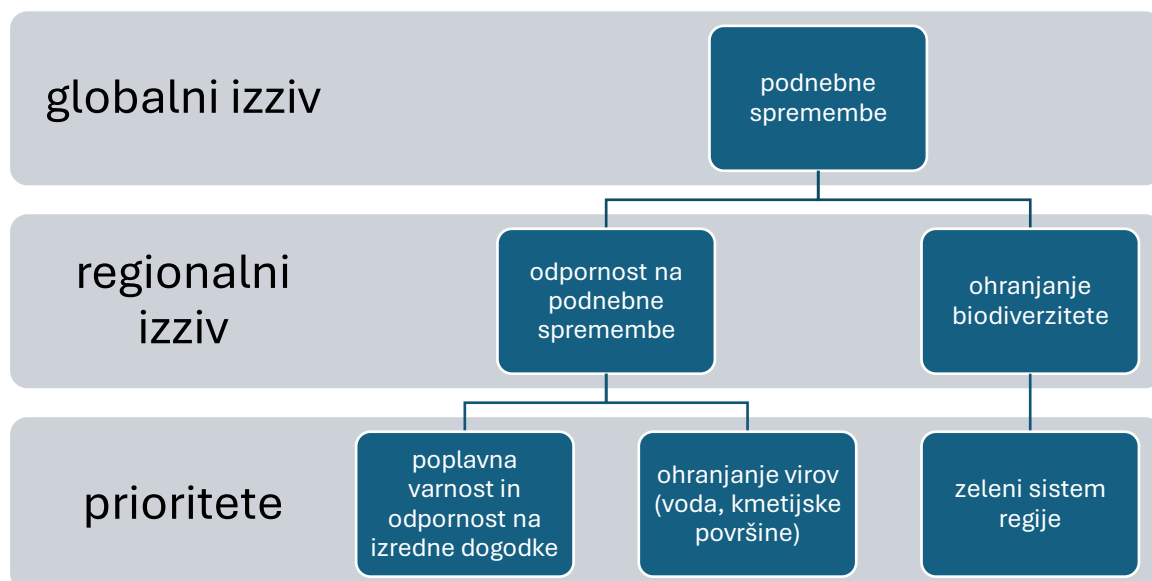 globalni izziv
podnebne
spremembe
regionalni
izziv
odpornost na
podnebne
spremembe
ohranjanje
biodiverzitete
prioritete
poplavna
varnost in
odpornost na
izredne dogodke
ohranjanje virov
(voda, kmetijske
površine)
zeleni sistem
regije